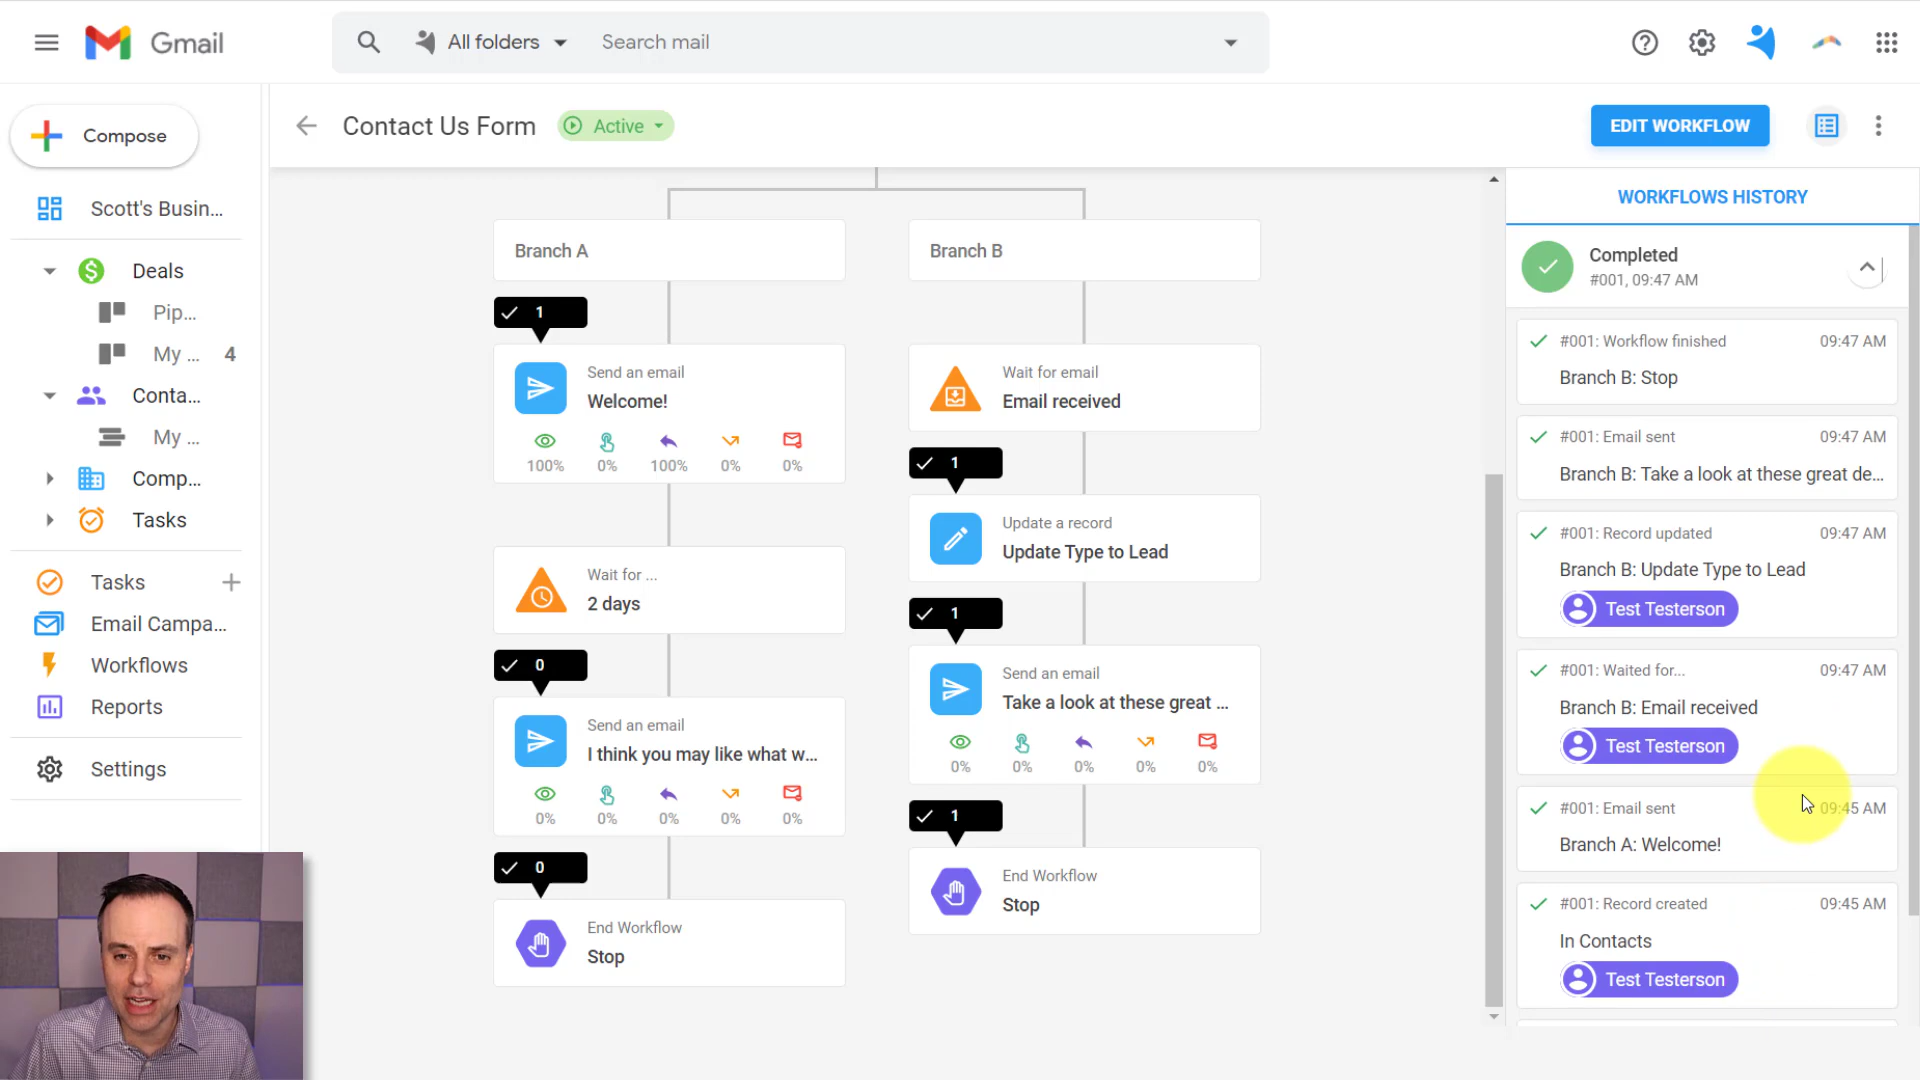 Gmail
All folders
Search mail
Compose
Contact Us Form
Active
EDIT WORKFLOW
Scott's Busin...
Deals
Pip...
My ...
4
Conta...
My ...
Comp...
Tasks
Tasks
Email Campa...
Workflows
Reports
Settings
Branch A
1
Send an email
Welcome!
100%
0%
100%
0%
0%
Wait for ...
2 days
0
Send an email
I think you may like what w...
0%
0%
0%
0%
0%
0
End Workflow
Stop
Branch B
Wait for email
Email received
1
Update a record
Update Type to Lead
1
Send an email
Take a look at these great ...
0%
0%
0%
0%
0%
1
End Workflow
Stop
WORKFLOWS HISTORY
Completed
#001, 09:47 AM
#001: Workflow finished 09:47 AM
Branch B: Stop
#001: Email sent 09:47 AM
Branch B: Take a look at these great de...
#001: Record updated 09:47 AM
Branch B: Update Type to Lead
Test Testerson
#001: Waited for... 09:47 AM
Branch B: Email received
Test Testerson
#001: Email sent 09:45 AM
Branch A: Welcome!
#001: Record created 09:45 AM
In Contacts
Test Testerson